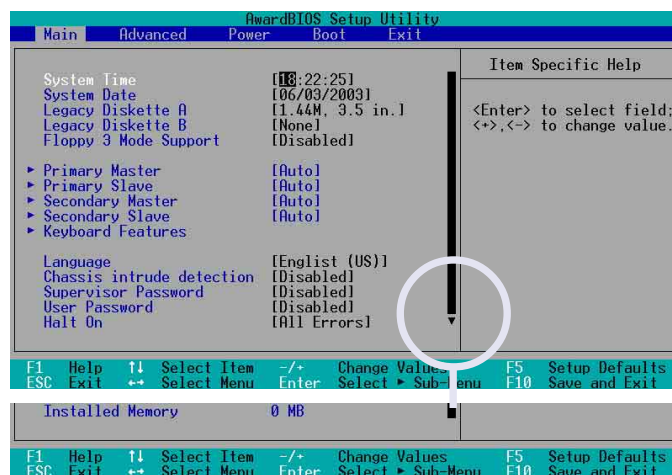 AwardBIOS Setup Utility
Main Advanced Power Boot Exit
Item Specific Help
System Time [18:22:25]
System Date [06/03/2003]
Legacy Diskette A [1.44M, 3.5 in.] <Enter> to select field;
Legacy Diskette B [None] <+>,<-> to change value.
Floppy 3 Mode Support [Disabled]
▶ Primary Master [Auto]
▶ Primary Slave [Auto]
▶ Secondary Master [Auto]
▶ Secondary Slave [Auto]
▶ Keyboard Features
Language [Englist (US)]
Chassis intrude detection [Disabled]
Supervisor Password [Disabled]
User Password [Disabled]
Halt On [All Errors]
F1 Help ↑↓ Select Item -/+ Change Values F5 Setup Defaults
ESC Exit ←→ Select Menu Enter Select ▶ Sub-Menu F10 Save and Exit
Installed Memory 0 MB
F1 Help ↑↓ Select Item -/+ Change Values F5 Setup Defaults
ESC Exit ←→ Select Menu Enter Select ▶ Sub-Menu F10 Save and Exit